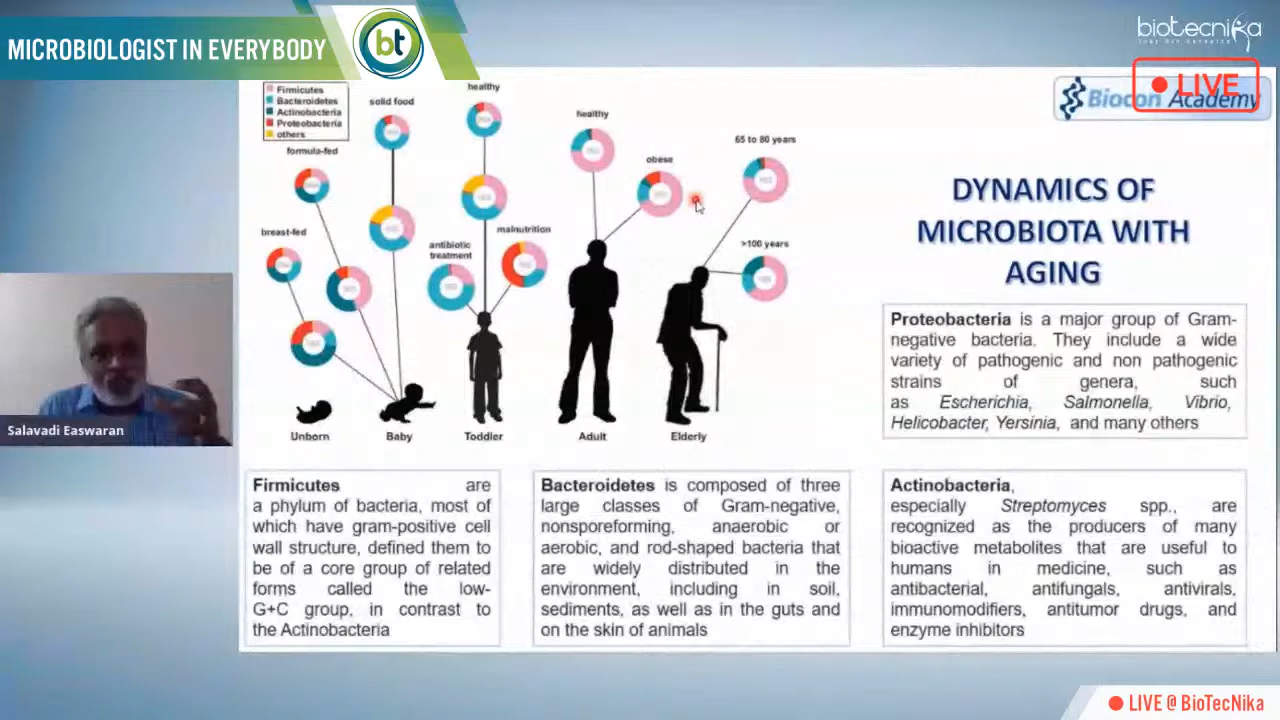 MICROBIOLOGIST IN EVERYBODY
bt
biotecnika
LIVE
Biocon Academy
Firmicutes
Bacteroidetes
Actinobacteria
Proteobacteria
others
formula-fed
solid food
healthy
healthy
obese
65 to 80 years
breast-fed
antibiotic
treatment
malnutrition
>100 years
Unborn
Baby
Toddler
Adult
Elderly
DYNAMICS OF
MICROBIOTA WITH
AGING
Proteobacteria is a major group of Gram-
negative bacteria. They include a wide
variety of pathogenic and non pathogenic
strains of genera, such
as Escherichia, Salmonella, Vibrio,
Helicobacter, Yersinia, and many others
Salavadi Easwaran
Firmicutes are
a phylum of bacteria, most of
which have gram-positive cell
wall structure, defined them to
be of a core group of related
forms called the low-
G+C group, in contrast to
the Actinobacteria
Bacteroidetes is composed of three
large classes of Gram-negative,
nonsporeforming, anaerobic or
aerobic, and rod-shaped bacteria that
are widely distributed in the
environment, including in soil,
sediments, as well as in the guts and
on the skin of animals
Actinobacteria,
especially Streptomyces spp., are
recognized as the producers of many
bioactive metabolites that are useful to
humans in medicine, such as
antibacterial, antifungals, antivirals,
immunomodifiers, antitumor drugs, and
enzyme inhibitors
LIVE @ BioTecNika